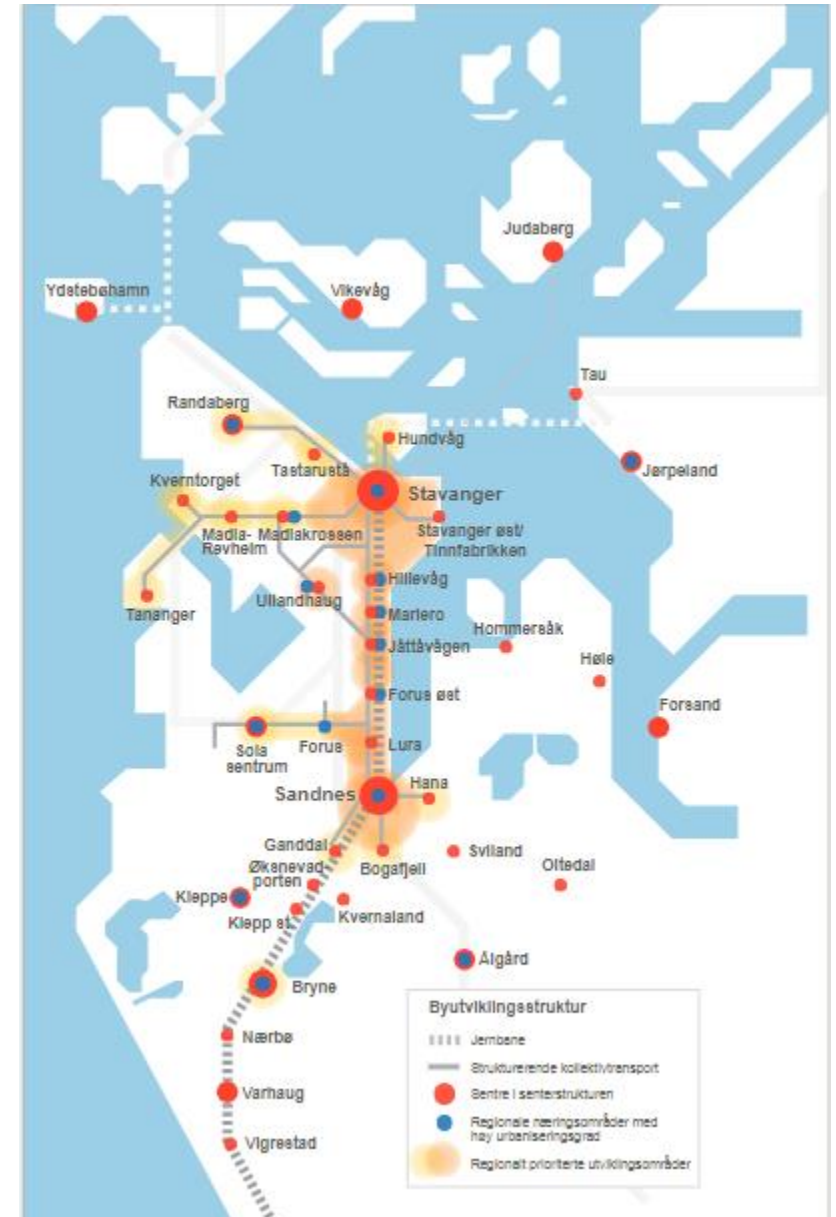 Judaberg
Ydstebøhamn
Vikevåg
Tau
Randaberg
Hundvåg
Tastarustå
Jørpeland
Kverntorget
Stavanger
Madla-
Revheim
Madlakrossen
Stavanger øst/
Tinnfabrikken
Hillevåg
Ullandhaug
Mariero
Tananger
Hommersåk
Jåttåvågen
Høle
Forus øst
Forsand
Sola
sentrum
Forus
Lura
Hana
Sandnes
Ganddal
Bogafjell
Sviland
Oltedal
Øksnevad-
porten
Kleppe
Klepp st.
Kvernaland
Ålgård
Bryne
Nærbø
Varhaug
Vigrestad
Byutviklingsstruktur
Jernbane
Strukturerende kollektivtransport
Sentre i senterstrukturen
Regionale næringsområder med
høy urbaniseringsgrad
Regionalt prioriterte utviklingsområder